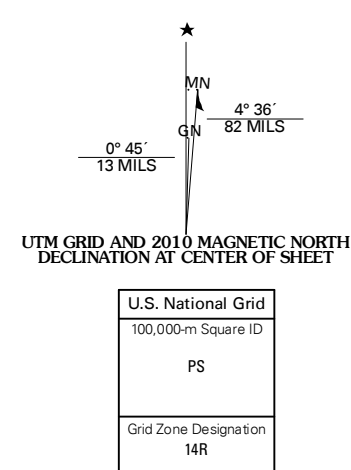 ★
MN
4° 36´
82 MILS
GN
0° 45´
13 MILS
UTM GRID AND 2010 MAGNETIC NORTH
DECLINATION AT CENTER OF SHEET
U.S. National Grid
100,000-m Square ID
PS
Grid Zone Designation
14R